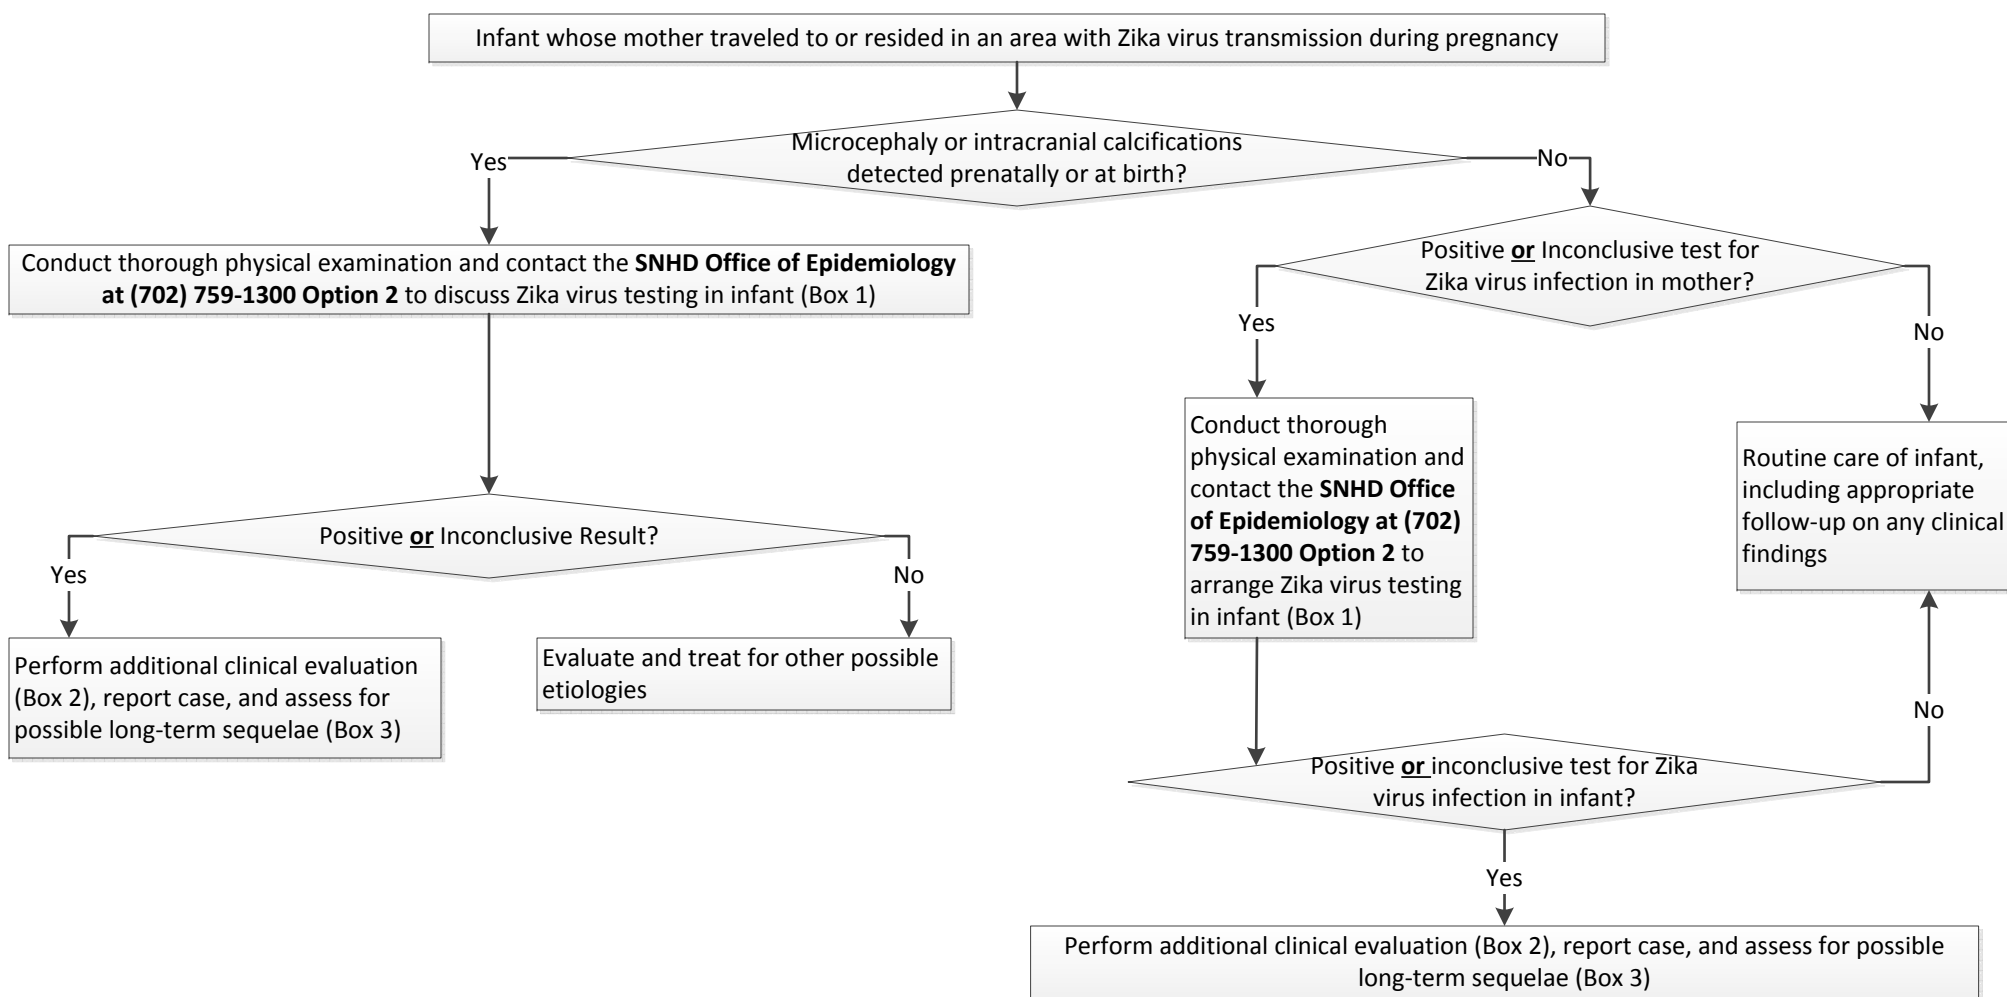 Infant whose mother traveled to or resided in an area with Zika virus transmission during pregnancy
Microcephaly or intracranial calcifications
detected prenatally or at birth?
Yes
No
Conduct thorough physical examination and contact the SNHD Office of Epidemiology
at (702) 759-1300 Option 2 to discuss Zika virus testing in infant (Box 1)
Positive or Inconclusive Result?
Yes
No
Perform additional clinical evaluation
(Box 2), report case, and assess for
possible long-term sequelae (Box 3)
Evaluate and treat for other possible
etiologies
Positive or Inconclusive test for
Zika virus infection in mother?
Yes
No
Conduct thorough
physical examination and
contact the SNHD Office
of Epidemiology at (702)
759-1300 Option 2 to
arrange Zika virus testing
in infant (Box 1)
Routine care of infant,
including appropriate
follow-up on any clinical
findings
Positive or inconclusive test for Zika
virus infection in infant?
No
Yes
Perform additional clinical evaluation (Box 2), report case, and assess for possible
long-term sequelae (Box 3)